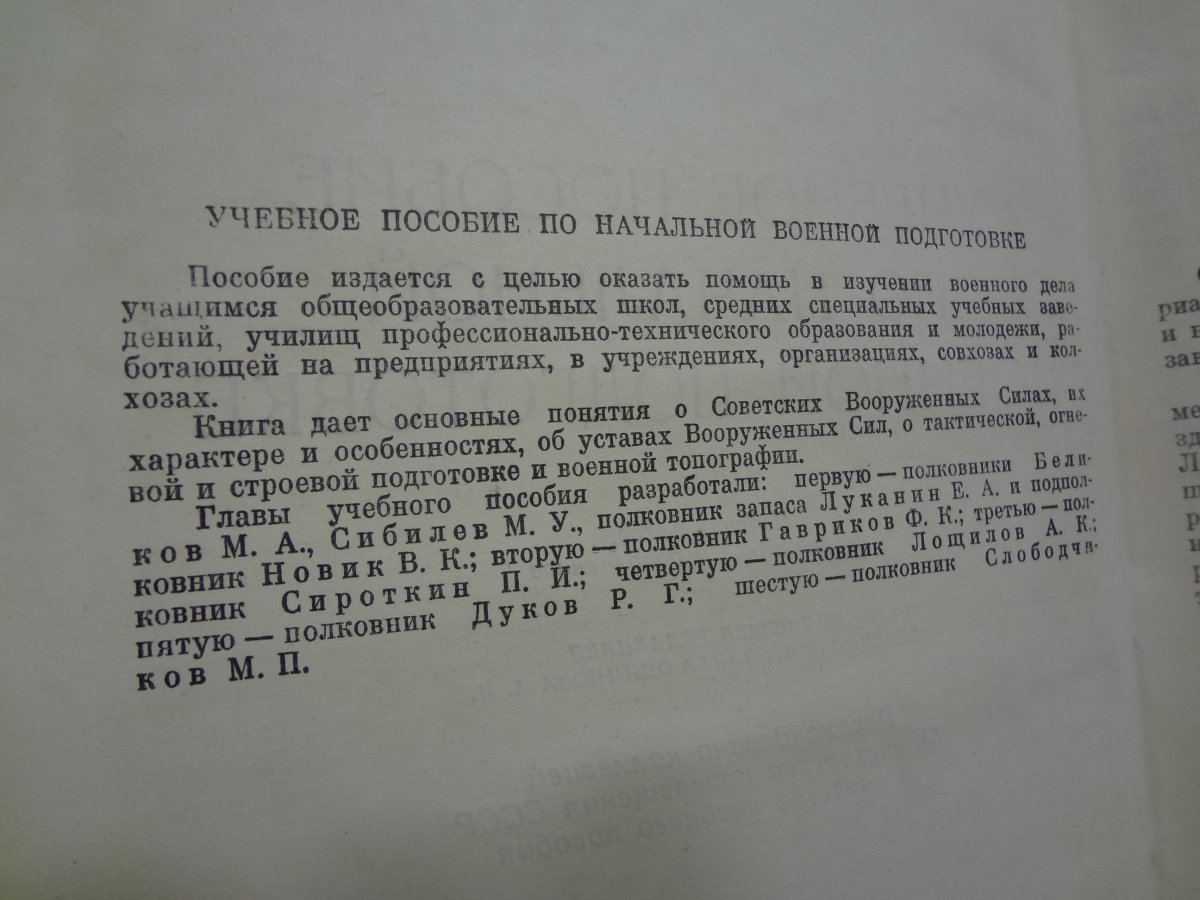 УЧЕБНОЕ ПОСОБИЕ ПО НАЧАЛЬНОЙ ВОЕННОЙ ПОДГОТОВКЕ
Пособие издается с целью оказать помощь в изучении военного дела
учащимся общеобразовательных школ, средних специальных учебных заве-
дений, училищ профессионально-технического образования и молодежи, ра-
ботающей на предприятиях, в учреждениях, организациях, совхозах и кол-
хозах.
Книга дает основные понятия о Советских Вооруженных Силах, их
характере и особенностях, об уставах Вооруженных Сил, о тактической, огне-
вой и строевой подготовке и военной топографии.
Главы учебного пособия разработали: первую — полковники Бели-
ков М. А., Сибилев М. У., полковник запаса Луканин Е. А. и подпол-
ковник Новик В. К.; вторую — полковник Гавриков Ф. К.; третью — пол-
ковник Сироткин П. И.; четвертую — полковник Лощилов А. К.;
пятую — полковник Дуков Р. Г.; шестую — полковник Слободчи-
ков М. П.